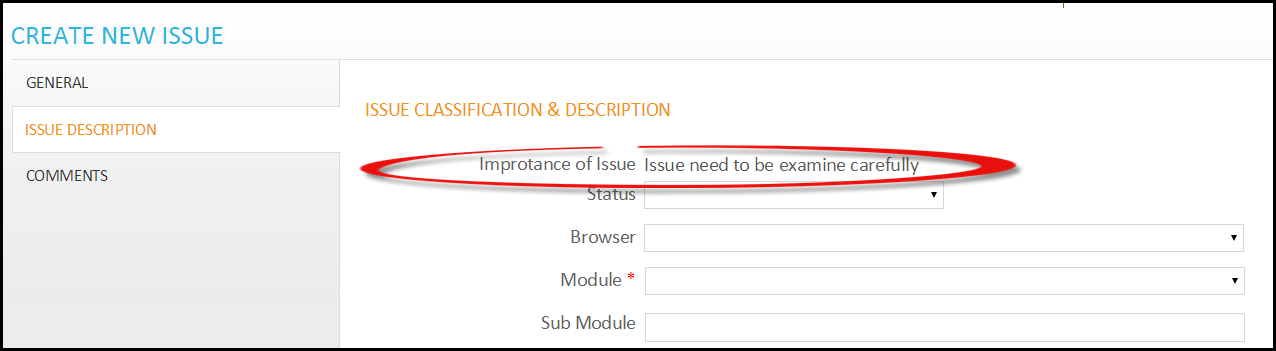 CREATE NEW ISSUE
GENERAL
ISSUE DESCRIPTION
COMMENTS
ISSUE CLASSIFICATION & DESCRIPTION
Improtance of Issue Issue need to be examine carefully
Status
Browser
Module *
Sub Module